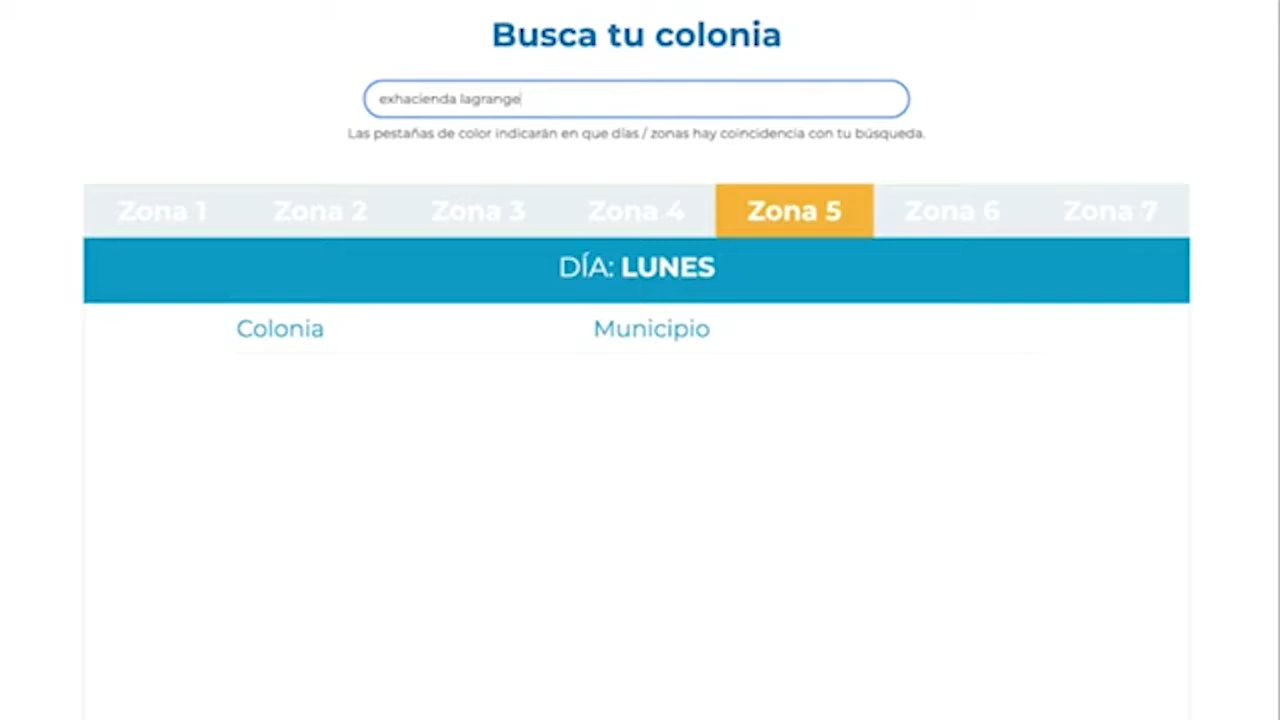 Busca tu colonia
exhacienda lagrange
Las pestañas de color indicarán en que días / zonas hay coincidencia con tu búsqueda.
Zona 1 Zona 2 Zona 3 Zona 4 Zona 5 Zona 6 Zona 7
DÍA: LUNES
Colonia Municipio